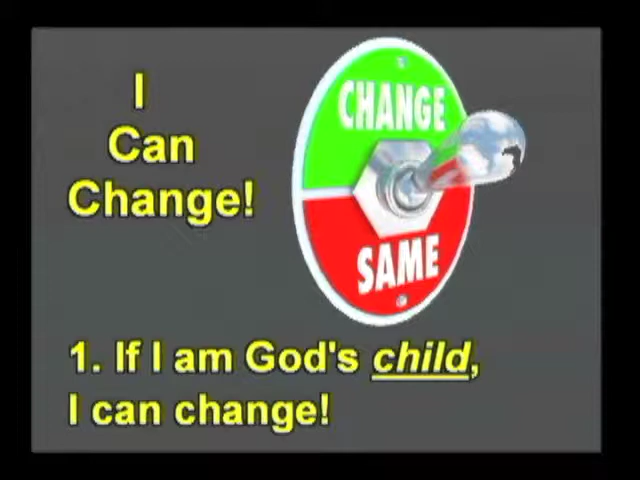 I
Can
Change!
CHANGE
SAME
1. If I am God's child,
I can change!